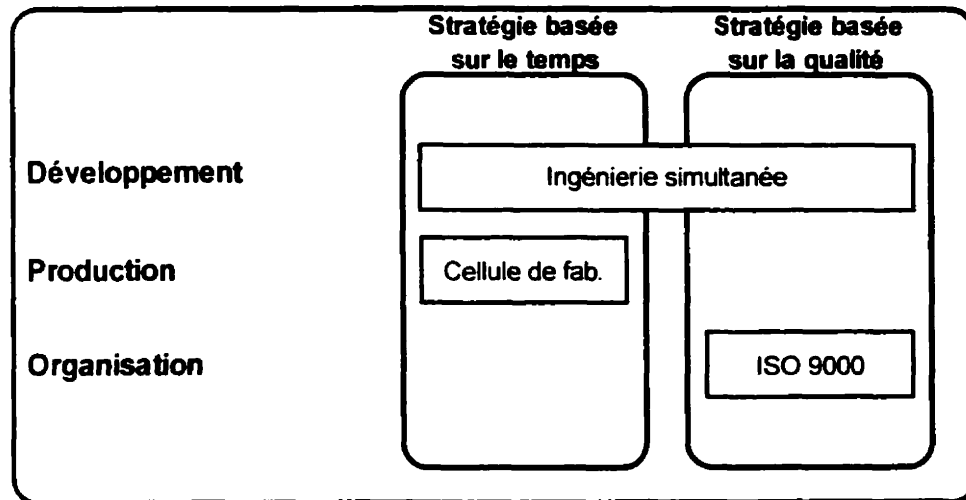 Stratégie basée
sur le temps
Stratégie basée
sur la qualité
Développement
Ingénierie simultanée
Production
Cellule de fab.
Organisation
ISO 9000